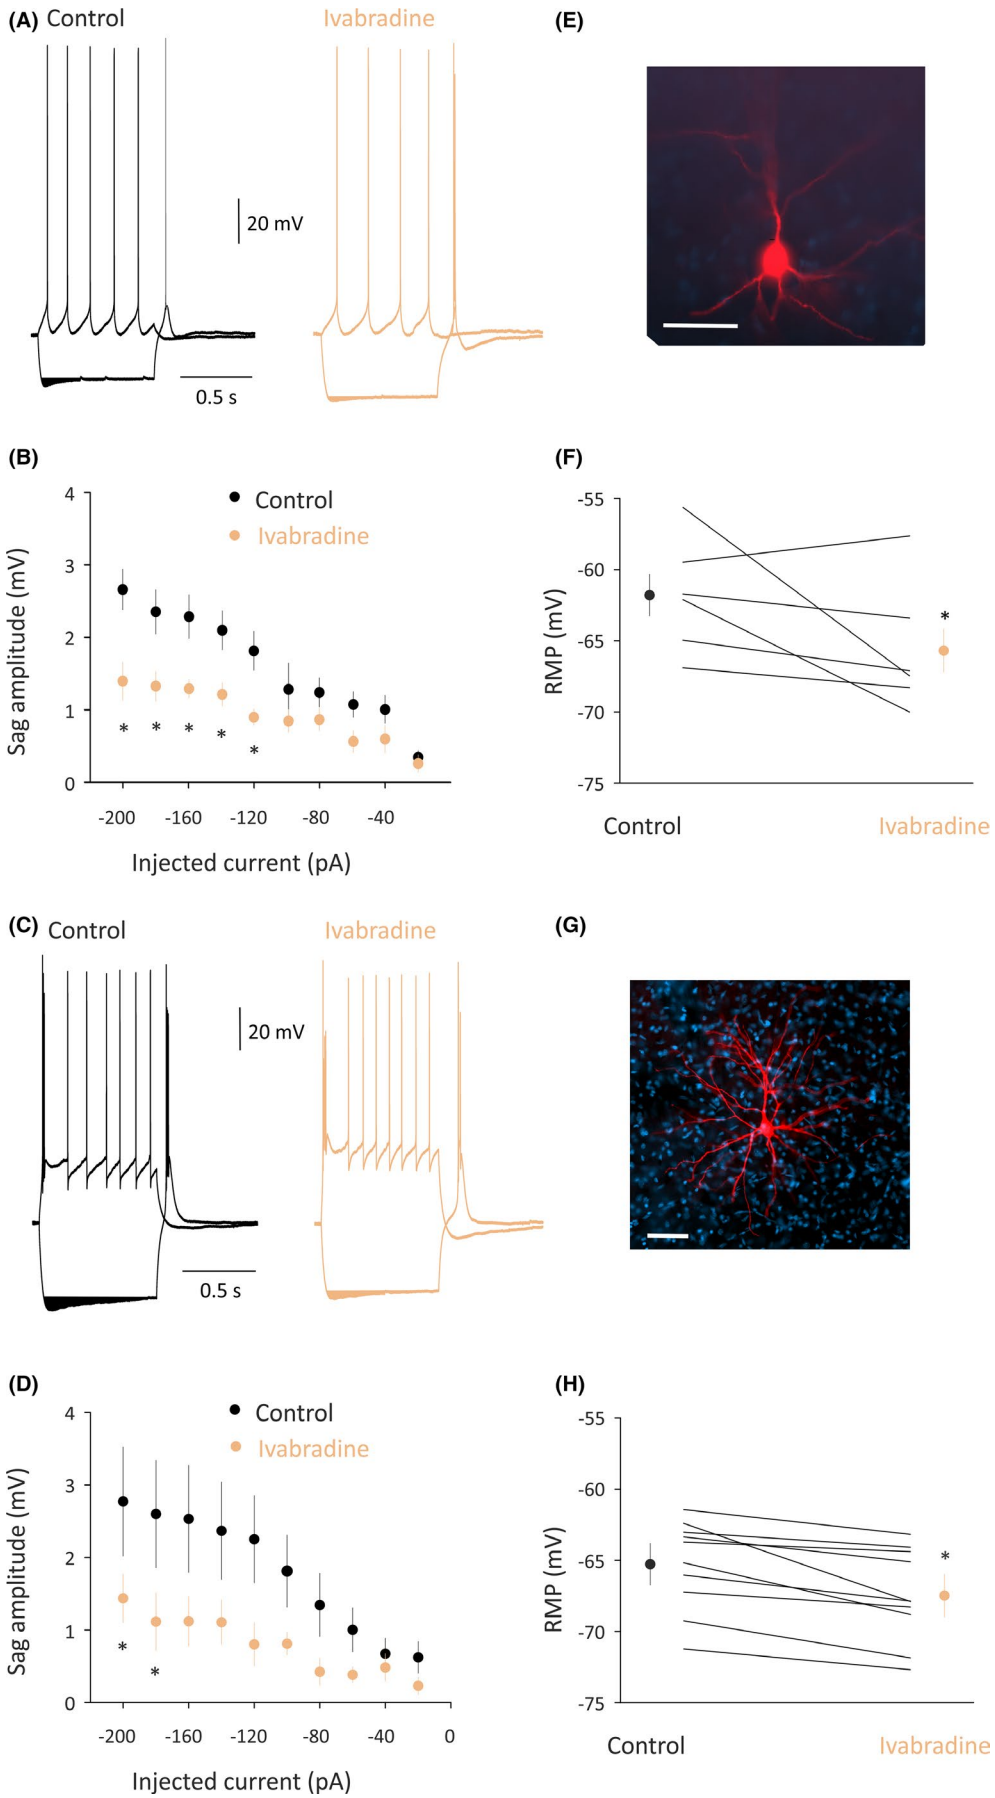 (A) Control Ivabradine
20 mV
0.5 s
(E)
(B)
4
3
2
1
0
Sag amplitude (mV)
Control
Ivabradine
* * * * *
-200 -160 -120 -80 -40
Injected current (pA)
(F)
-55
-60
-65
-70
-75
RMP (mV)
*
Control Ivabradine
(C) Control Ivabradine
20 mV
0.5 s
(G)
(D)
4
3
2
1
0
Sag amplitude (mV)
Control
Ivabradine
* *
-200 -160 -120 -80 -40 0
Injected current (pA)
(H)
-55
-60
-65
-70
-75
RMP (mV)
*
Control Ivabradine